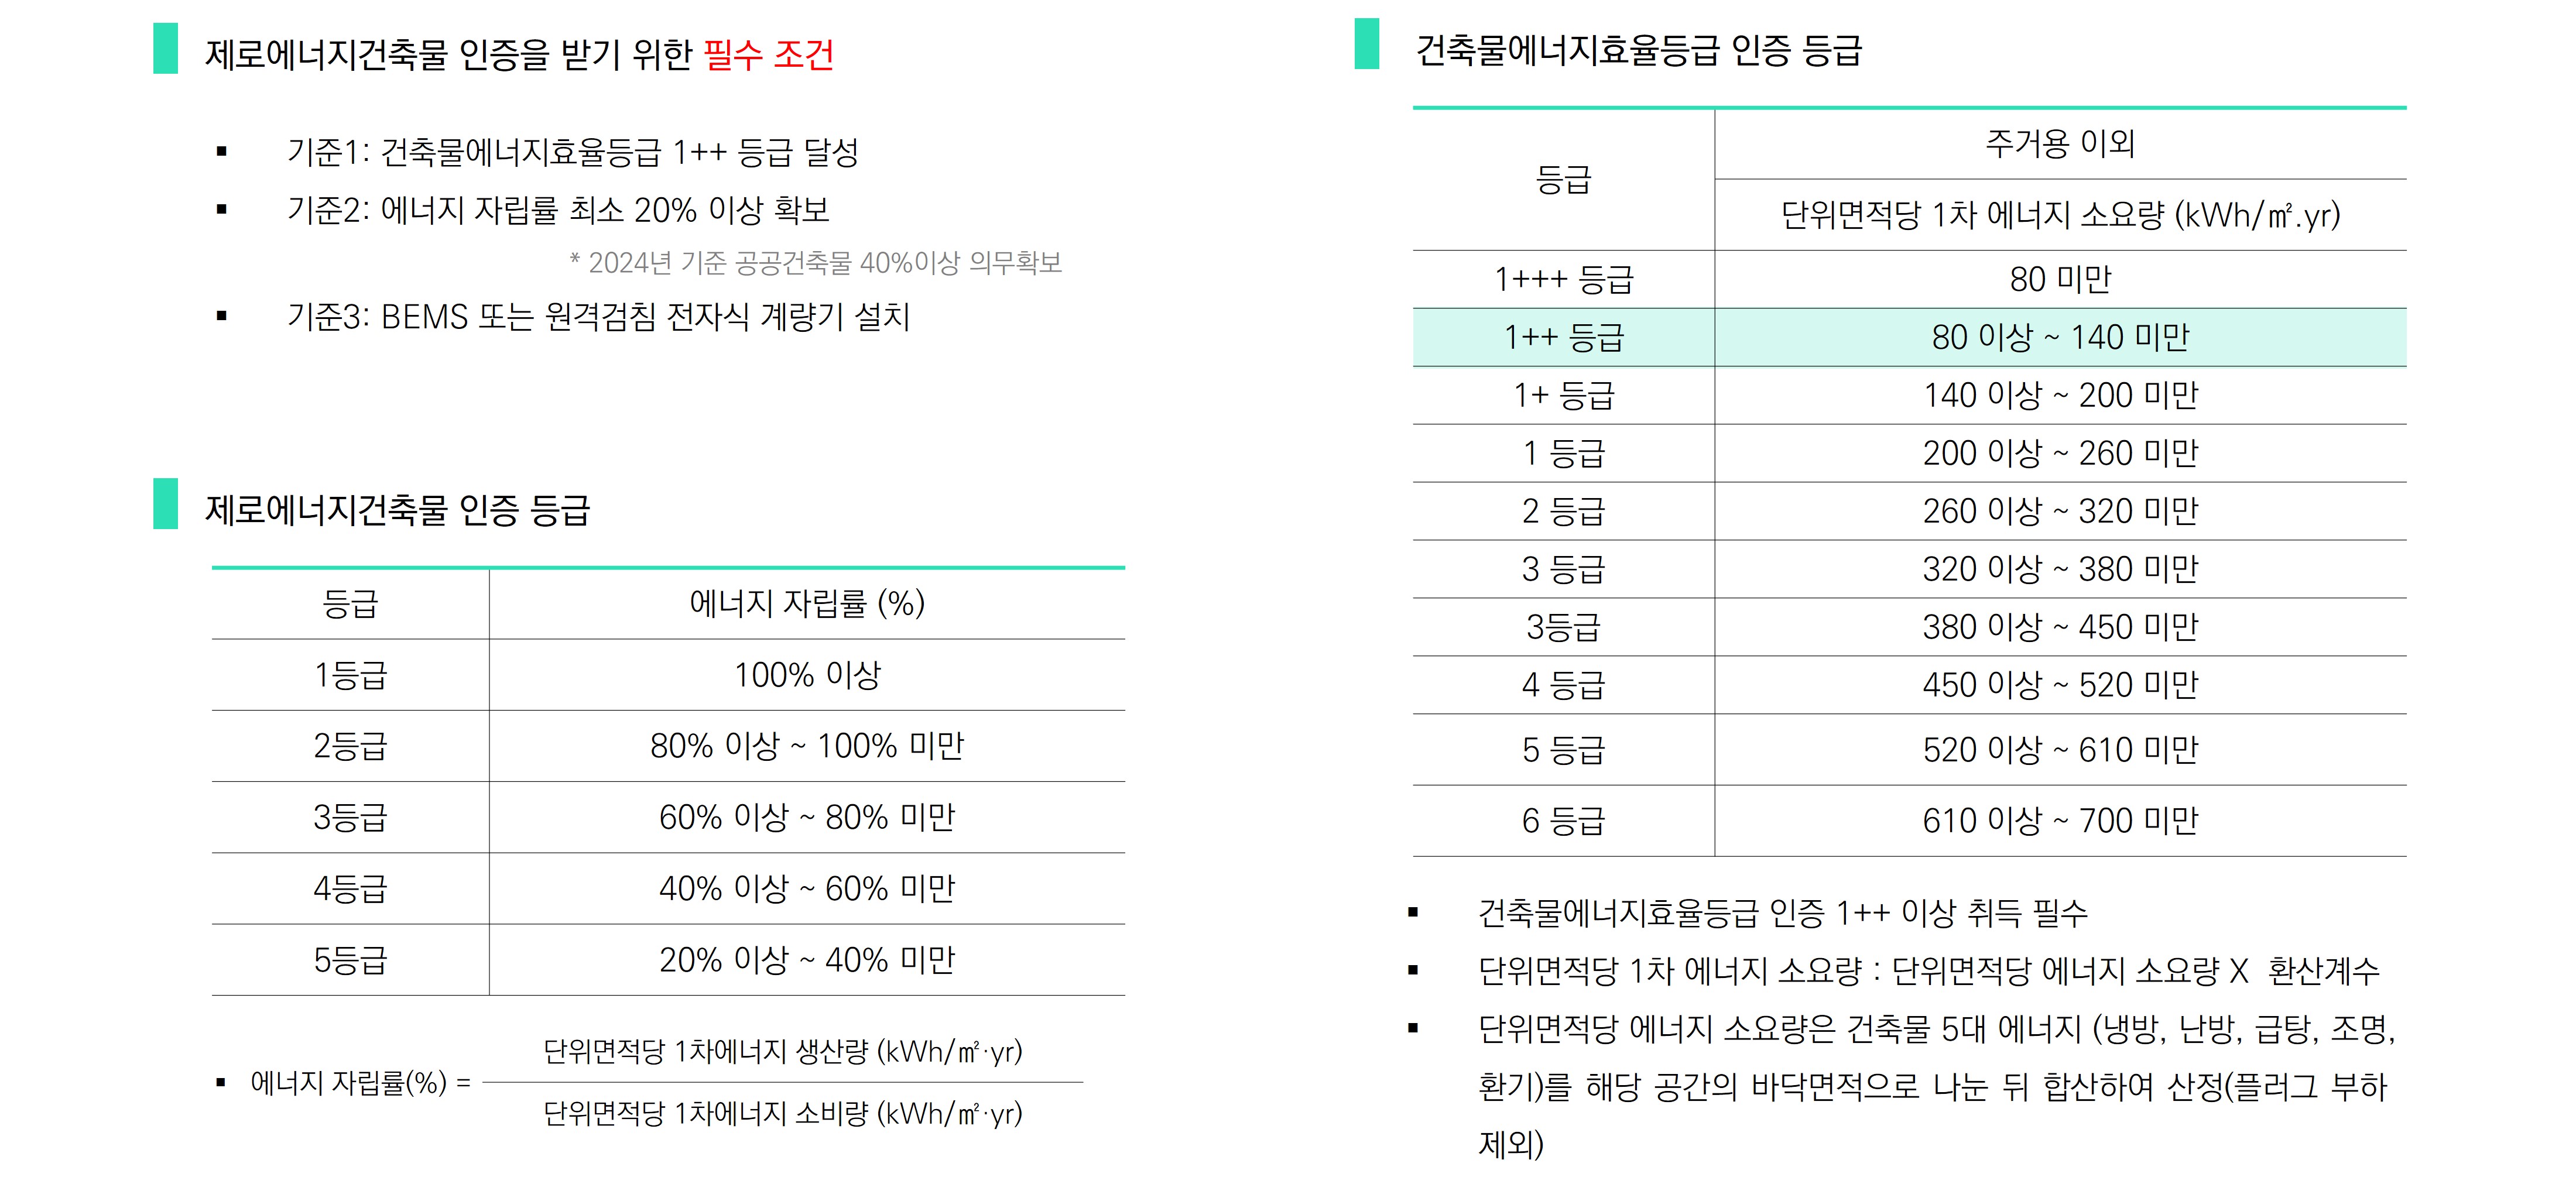 제로에너지건축물 인증을 받기 위한 필수 조건
▪ 기준1: 건축물에너지효율등급 1++ 등급 달성
▪ 기준2: 에너지 자립률 최소 20% 이상 확보
* 2024년 기준 공공건축물 40%이상 의무확보
▪ 기준3: BEMS 또는 원격검침 전자식 계량기 설치
제로에너지건축물 인증 등급
등급 에너지 자립률 (%)
1등급 100% 이상
2등급 80% 이상 ~ 100% 미만
3등급 60% 이상 ~ 80% 미만
4등급 40% 이상 ~ 60% 미만
5등급 20% 이상 ~ 40% 미만
단위면적당 1차에너지 생산량 (kWh/㎡·yr)
▪ 에너지 자립률(%) =
단위면적당 1차에너지 소비량 (kWh/㎡·yr)
건축물에너지효율등급 인증 등급
주거용 이외
등급
단위면적당 1차 에너지 소요량 (kWh/㎡.yr)
1+++ 등급 80 미만
1++ 등급 80 이상 ~ 140 미만
1+ 등급 140 이상 ~ 200 미만
1 등급 200 이상 ~ 260 미만
2 등급 260 이상 ~ 320 미만
3 등급 320 이상 ~ 380 미만
3등급 380 이상 ~ 450 미만
4 등급 450 이상 ~ 520 미만
5 등급 520 이상 ~ 610 미만
6 등급 610 이상 ~ 700 미만
▪ 건축물에너지효율등급 인증 1++ 이상 취득 필수
▪ 단위면적당 1차 에너지 소요량 : 단위면적당 에너지 소요량 X 환산계수
▪ 단위면적당 에너지 소요량은 건축물 5대 에너지 (냉방, 난방, 급탕, 조명,
환기)를 해당 공간의 바닥면적으로 나눈 뒤 합산하여 산정(플러그 부하
제외)